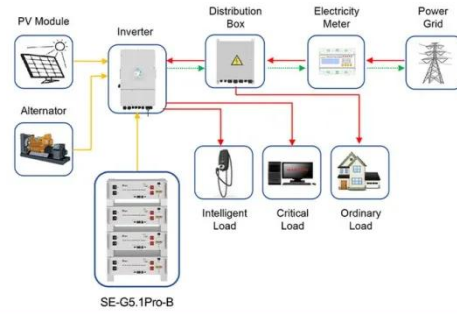 PV Module
Inverter
Distribution
Box
Electricity
Meter
Power
Grid
Alternator
Intelligent
Load
Critical
Load
Ordinary
Load
SE-G5.1Pro-B